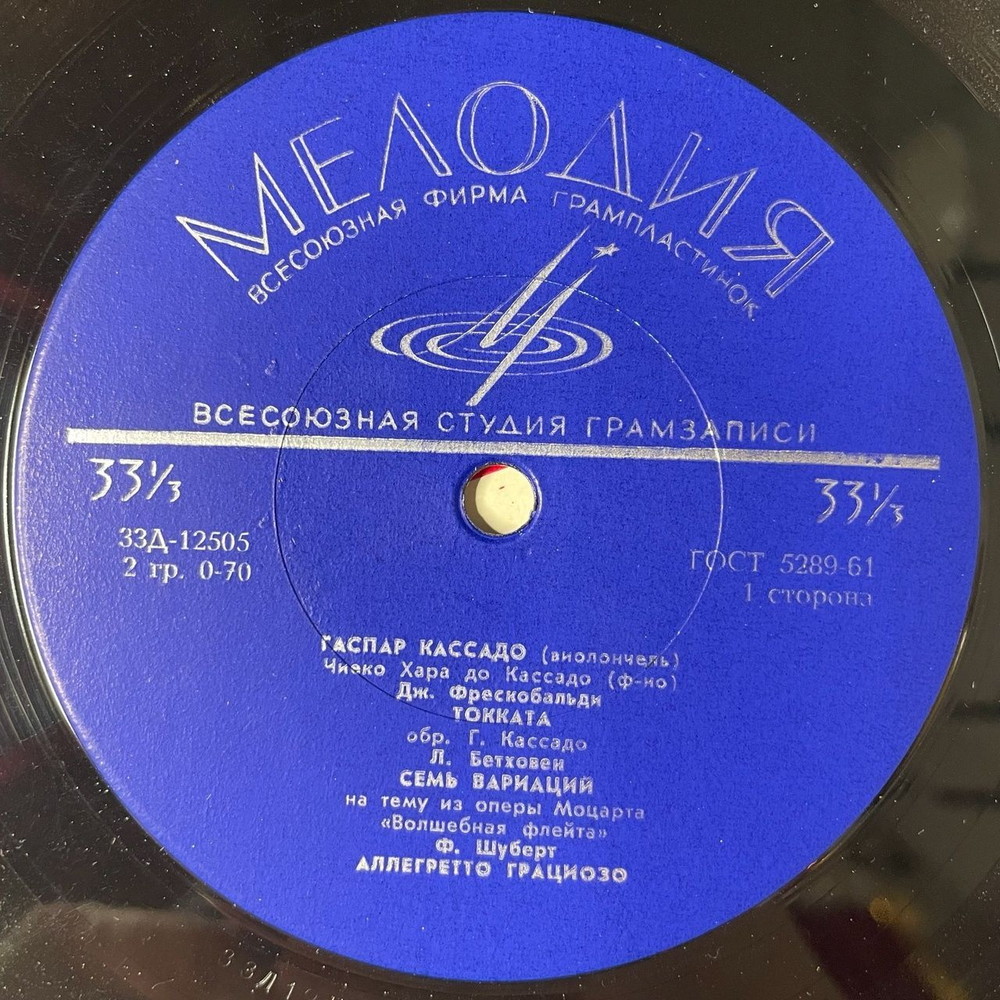 МЕЛОДИЯ
ВСЕСОЮЗНАЯ ФИРМА ГРАМПЛАСТИНОК
ВСЕСОЮЗНАЯ СТУДИЯ ГРАМЗАПИСИ
33⅓ 33⅓
33Д-12505
2 гр. 0-70
ГОСТ 5289-61
1 сторона
ГАСПАР КАССАДО (виолончель)
Чиеко Хара до Кассадо (ф-но)
Дж. Фрескобальди
ТОККАТА
обр. Г. Кассадо
Л. Бетховен
СЕМЬ ВАРИАЦИЙ
на тему из оперы Моцарта
«Волшебная флейта»
Ф. Шуберт
АЛЛЕГРЕТТО ГРАЦИОЗО